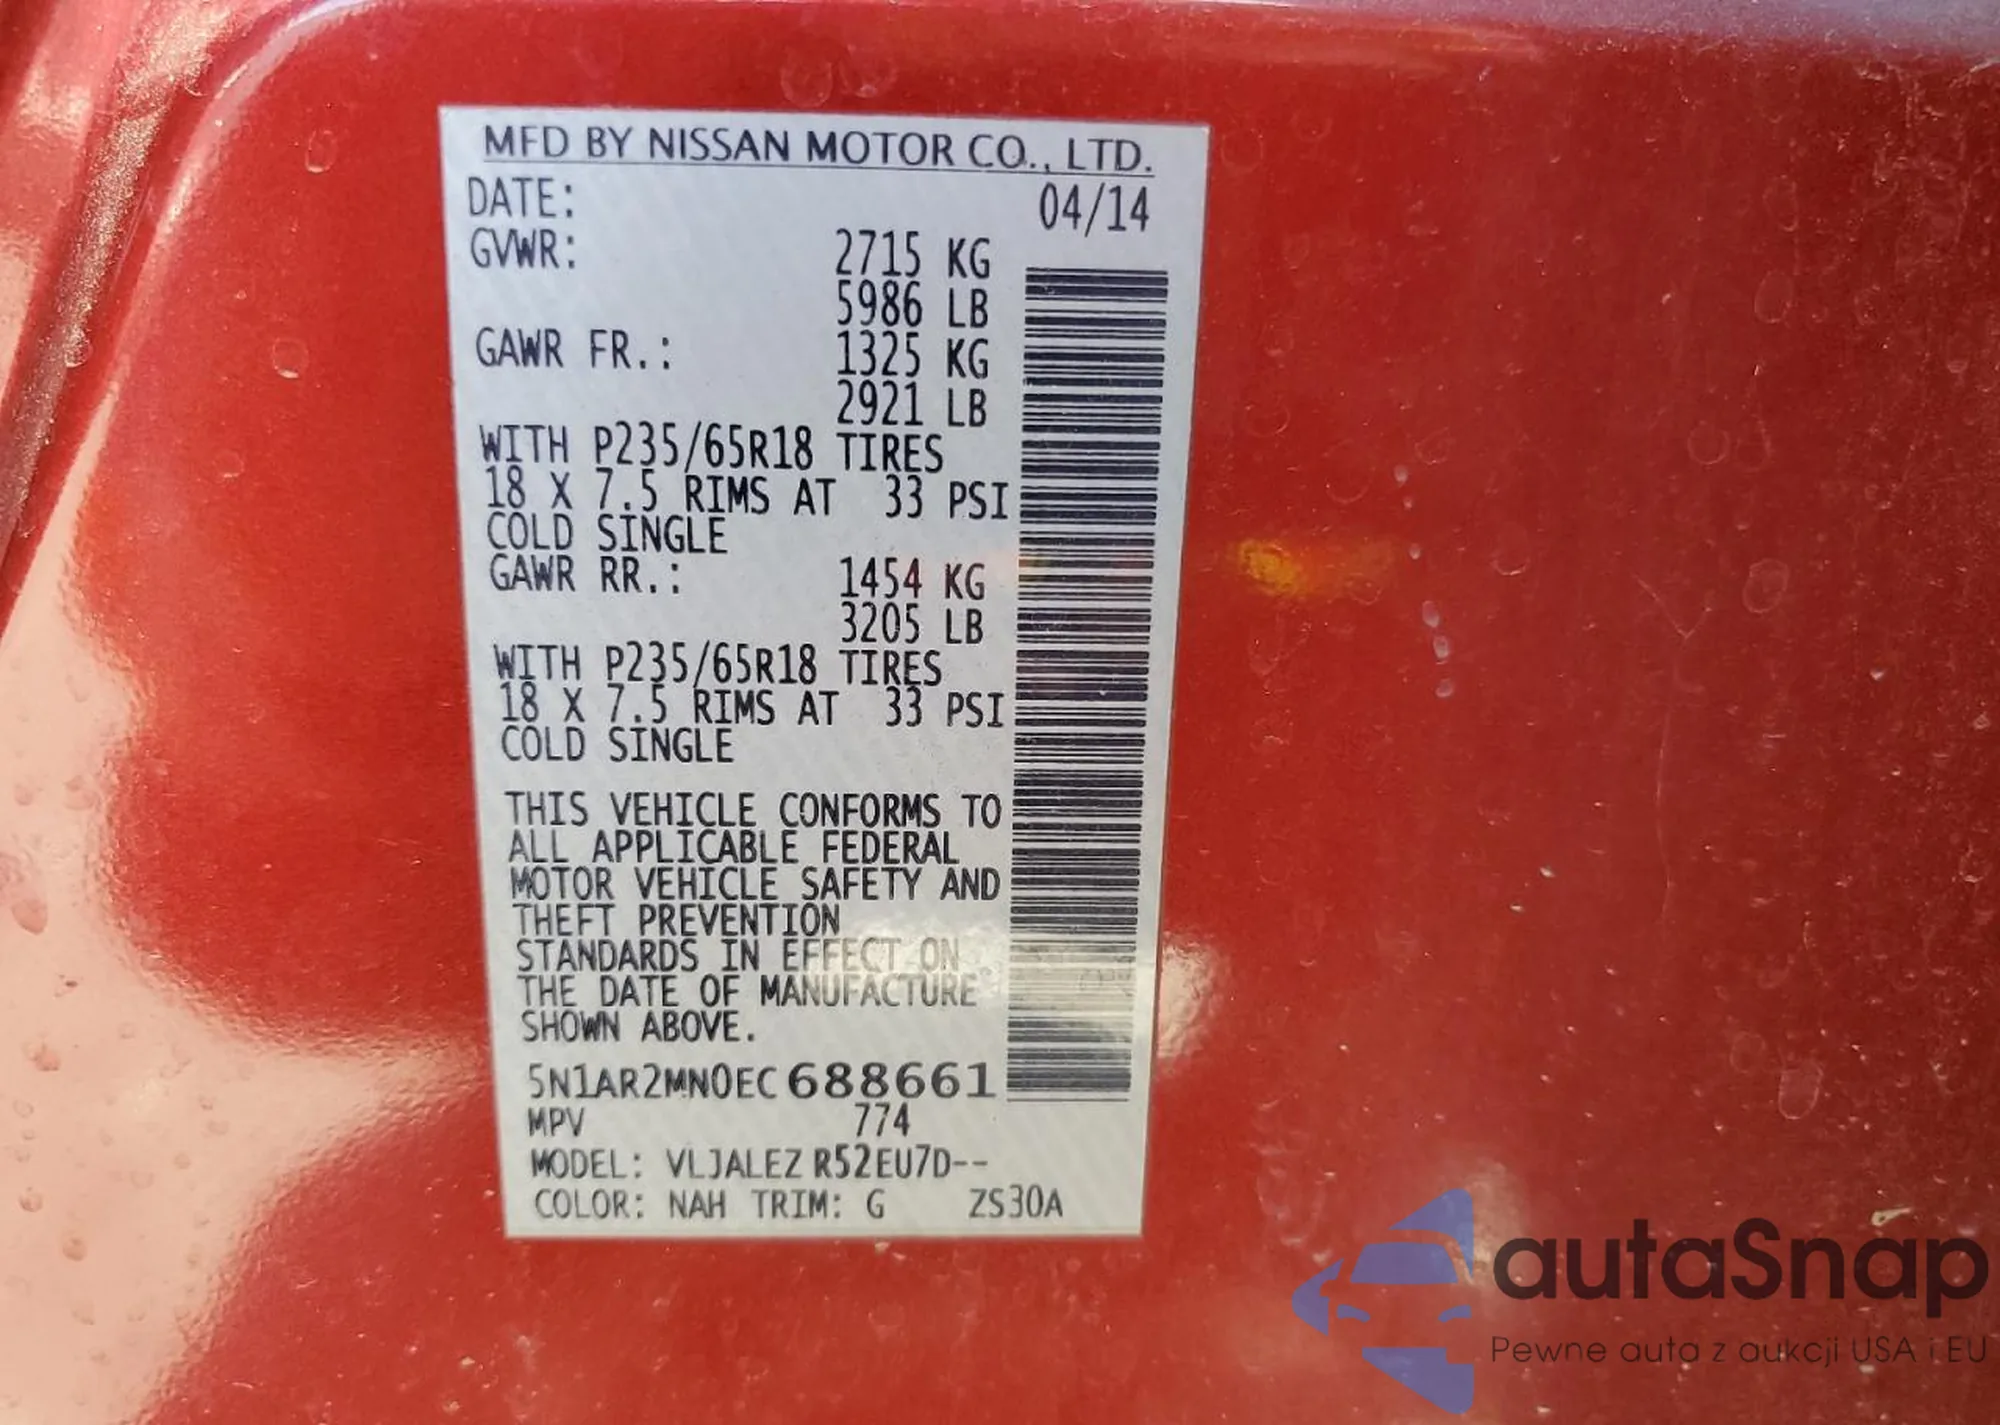 MFD BY NISSAN MOTOR CO., LTD.
DATE: 04/14
GVWR: 2715 KG
5986 LB
GAWR FR.: 1325 KG
2921 LB
WITH P235/65R18 TIRES
18 X 7.5 RIMS AT 33 PSI
COLD SINGLE
GAWR RR.: 1454 KG
3205 LB
WITH P235/65R18 TIRES
18 X 7.5 RIMS AT 33 PSI
COLD SINGLE
THIS VEHICLE CONFORMS TO
ALL APPLICABLE FEDERAL
MOTOR VEHICLE SAFETY AND
THEFT PREVENTION
STANDARDS IN EFFECT ON
THE DATE OF MANUFACTURE
SHOWN ABOVE.
5N1AR2MN0EC688661
MPV 774
MODEL: VLJALEZ R52EU7D--
COLOR: NAH TRIM: G ZS30A
autaSnap
Pewne auta z aukcji USA i EU